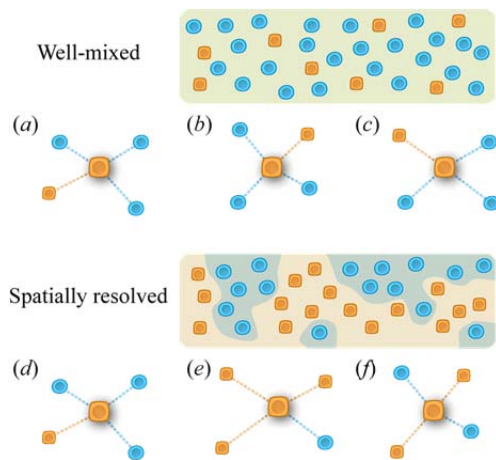 Well-mixed
(a)
(b)
(c)
Spatially resolved
(d)
(e)
(f)